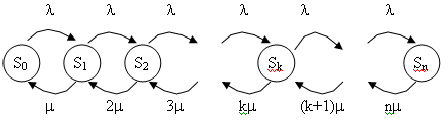 λ λ λ λ λ λ
S0 S1 S2 Sk Sn
μ 2μ 3μ kμ (k+1)μ nμ